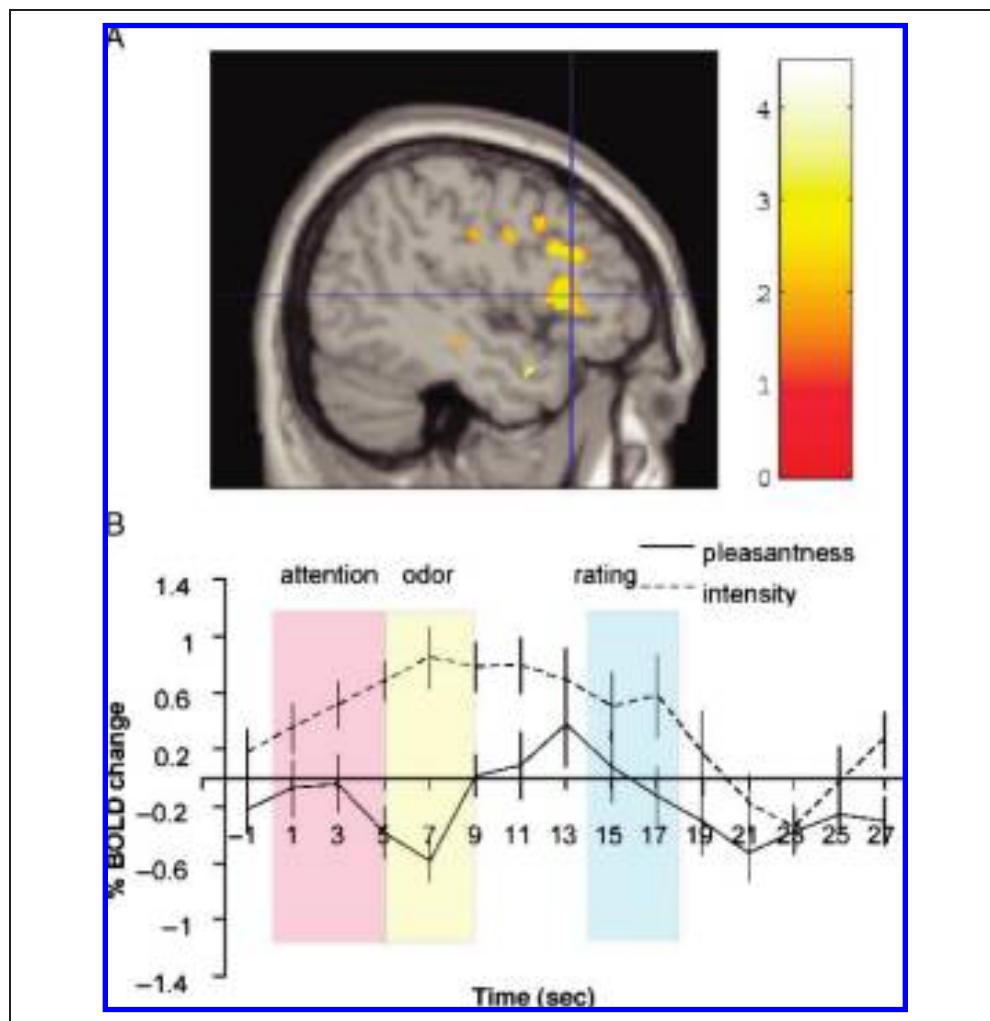 A
4
3
2
1
0
B
pleasantness
intensity
attention odor rating
1.4
1
0.6
0.2
−0.2
−0.6
−1
−1.4
% BOLD change
−1 1 3 5 7 9 11 13 15 17 19 21 23 25 27
Time (sec)